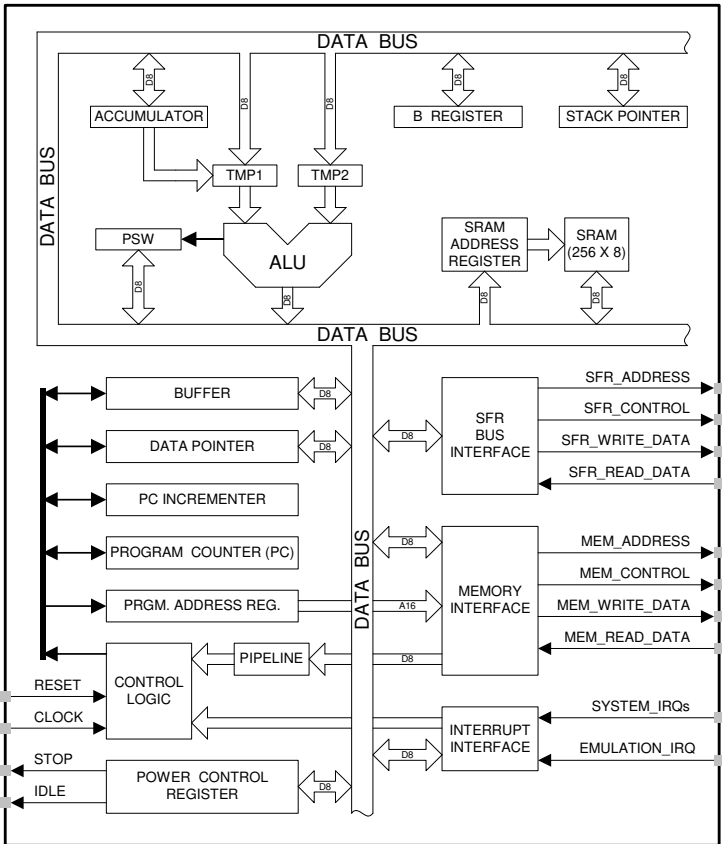 DATA BUS
D8
D8
D8
D8
D8
ACCUMULATOR
B REGISTER
STACK POINTER
DATA BUS
TMP1
TMP2
PSW
ALU
SRAM
ADDRESS
REGISTER
SRAM
(256 X 8)
D8
D8
D8
D8
DATA BUS
BUFFER
D8
DATA POINTER
D8
PC INCREMENTER
PROGRAM COUNTER (PC)
PRGM. ADDRESS REG.
A16
DATA BUS
D8
SFR
BUS
INTERFACE
SFR_ADDRESS
SFR_CONTROL
SFR_WRITE_DATA
SFR_READ_DATA
D8
MEMORY
INTERFACE
MEM_ADDRESS
MEM_CONTROL
MEM_WRITE_DATA
MEM_READ_DATA
CONTROL
LOGIC
PIPELINE
D8
RESET
CLOCK
INTERRUPT
INTERFACE
SYSTEM_IRQs
EMULATION_IRQ
D8
STOP
IDLE
POWER CONTROL
REGISTER
D8